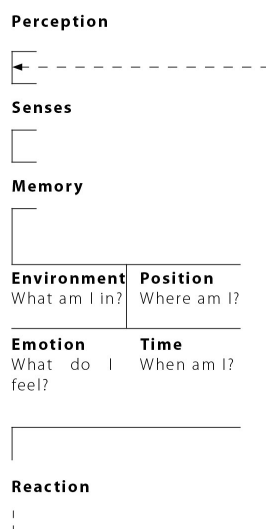 Perception
Senses
Memory
Environment
What am I in?
Position
Where am I?
Emotion
What do I
feel?
Time
When am I?
Reaction